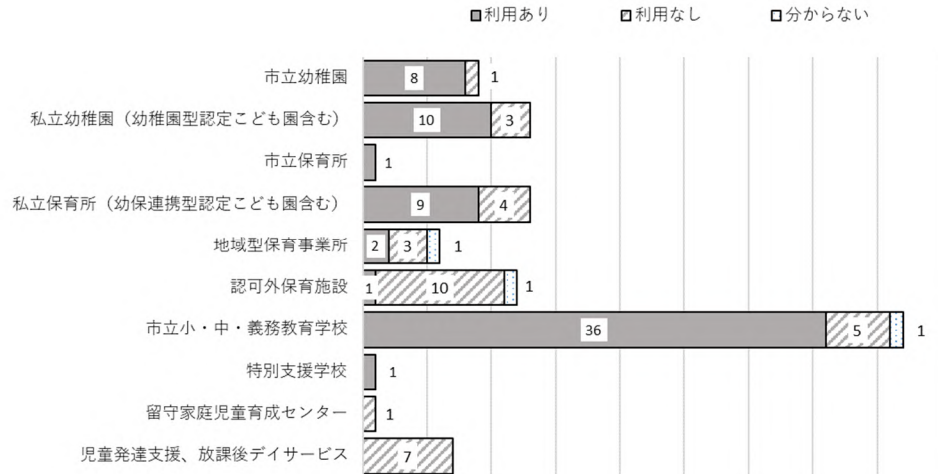 利用あり 利用なし 分からない
市立幼稚園 8 1
私立幼稚園（幼稚園型認定こども園含む） 10 3
市立保育所 1
私立保育所（幼保連携型認定こども園含む） 9 4
地域型保育事業所 2 3 1
認可外保育施設 1 10 1
市立小・中・義務教育学校 36 5 1
特別支援学校 1
留守家庭児童育成センター 1
児童発達支援、放課後デイサービス 7